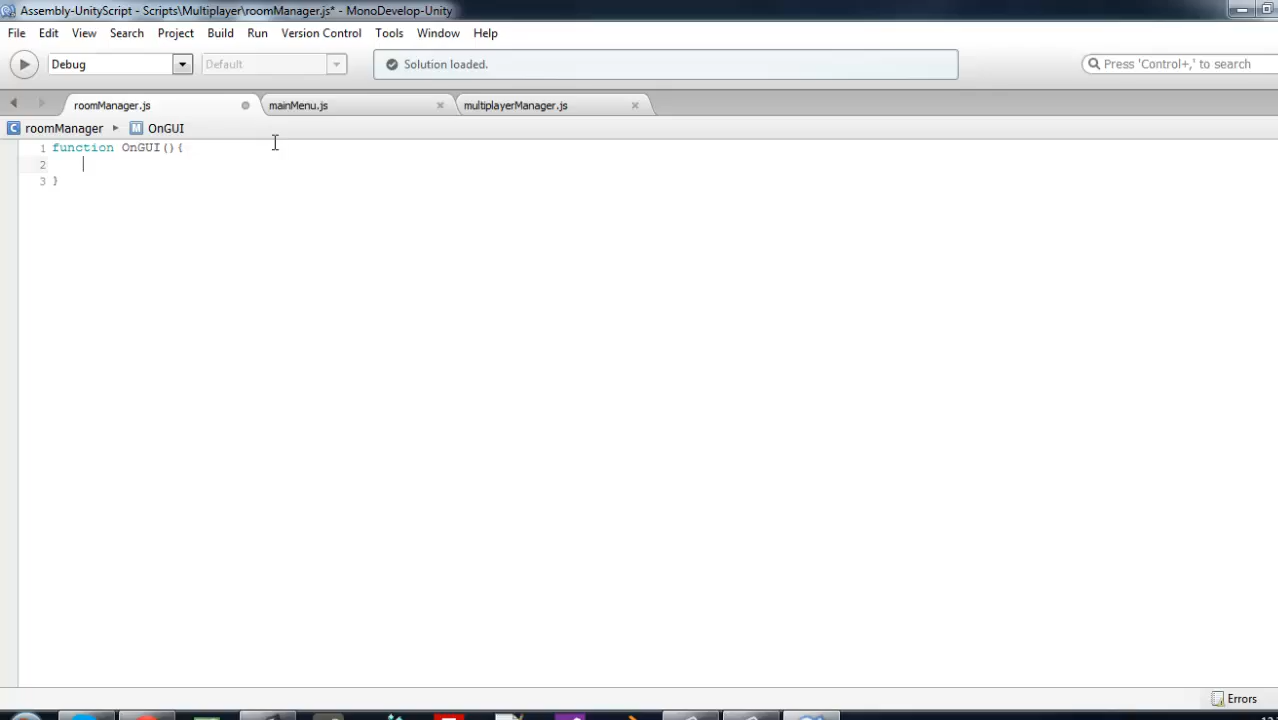 Assembly-UnityScript - Scripts\Multiplayer\roomManager.js* - MonoDevelop-Unity
File Edit View Search Project Build Run Version Control Tools Window Help
Debug Default Solution loaded. Press 'Control+,' to search
roomManager.js mainMenu.js multiplayerManager.js
C roomManager M OnGUI
1 function OnGUI(){
2
3 }
Errors